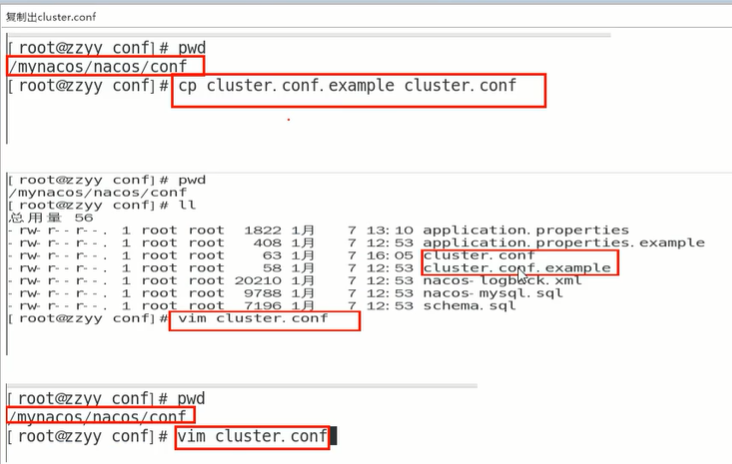 复制出cluster.conf
[root@zzyy conf]# pwd
/mynacos/nacos/conf
[root@zzyy conf]# cp cluster.conf.example cluster.conf
[root@zzyy conf]# pwd
/mynacos/nacos/conf
[root@zzyy conf]# ll
总用量 56
-rw-r--r--. 1 root root 1822 1月 7 13:10 application.properties
-rw-r--r--. 1 root root 408 1月 7 12:53 application.properties.example
-rw-r--r--. 1 root root 63 1月 7 16:05 cluster.conf
-rw-r--r--. 1 root root 58 1月 7 12:53 cluster.conf.example
-rw-r--r--. 1 root root 20210 1月 7 12:53 nacos-logback.xml
-rw-r--r--. 1 root root 9788 1月 7 12:53 nacos-mysql.sql
-rw-r--r--. 1 root root 7196 1月 7 12:53 schema.sql
[root@zzyy conf]# vim cluster.conf
[root@zzyy conf]# pwd
/mynacos/nacos/conf
[root@zzyy conf]# vim cluster.conf